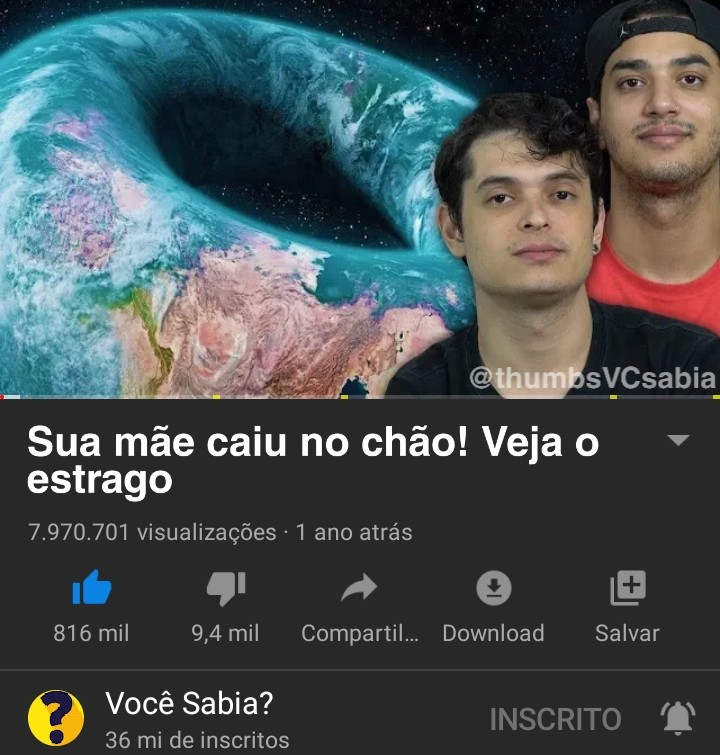 @thumbsVCsabia
Sua mãe caiu no chão! Veja o
estrago
7.970.701 visualizações · 1 ano atrás
816 mil
9,4 mil
Compartil...
Download
Salvar
Você Sabia?
36 mi de inscritos
INSCRITO